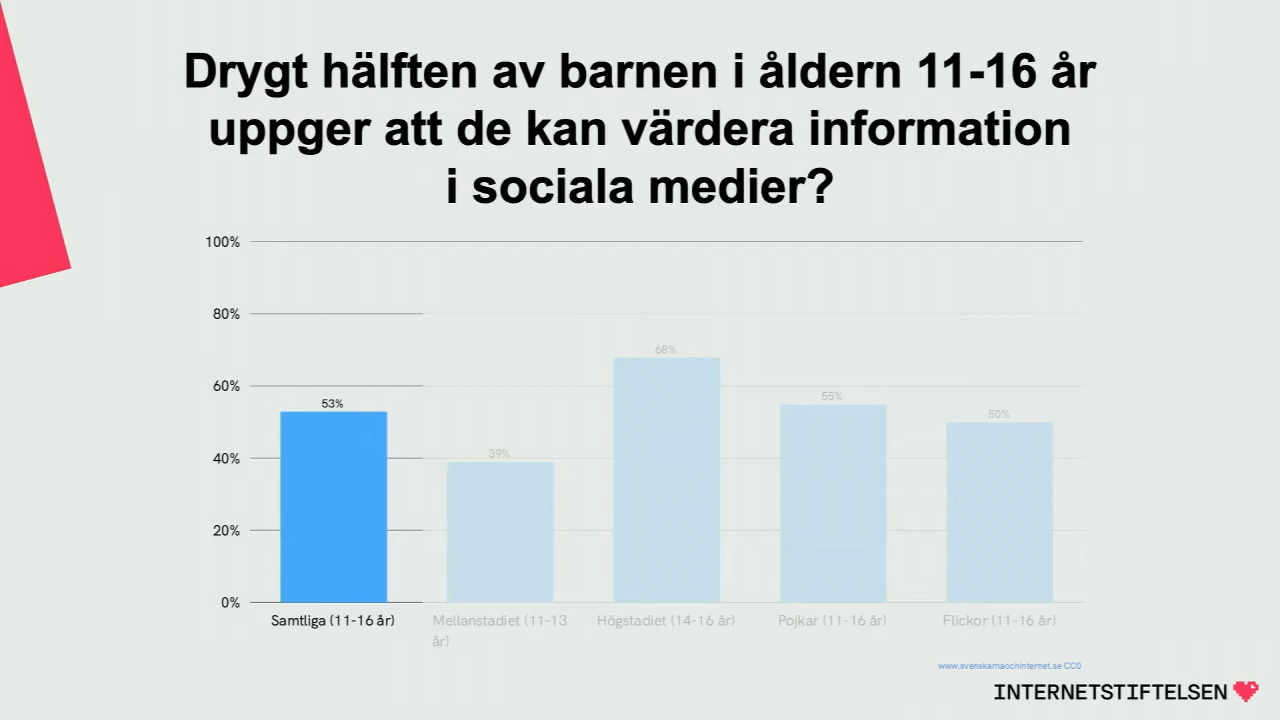 Drygt hälften av barnen i åldern 11-16 år
uppger att de kan värdera information
i sociala medier?
100%
80%
60%
40%
20%
0%
53%
39%
68%
55%
50%
Samtliga (11-16 år)
Mellanstadiet (11-13
år)
Högstadiet (14-16 år)
Pojkar (11-16 år)
Flickor (11-16 år)
www.svenskarnaochinternet.se CC0
INTERNETSTIFTELSEN